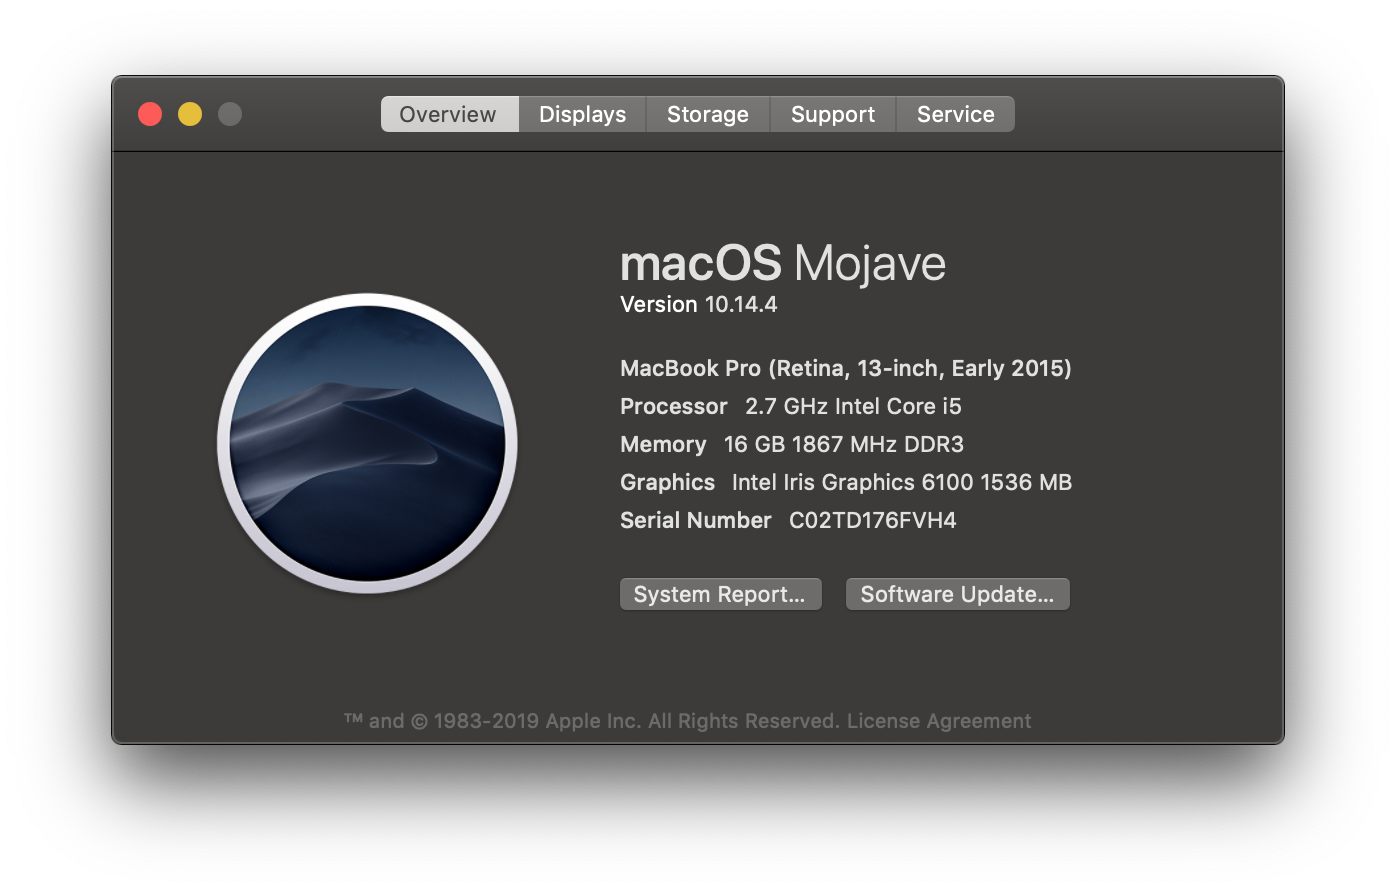 Overview Displays Storage Support Service
macOS Mojave
Version 10.14.4
MacBook Pro (Retina, 13-inch, Early 2015)
Processor 2.7 GHz Intel Core i5
Memory 16 GB 1867 MHz DDR3
Graphics Intel Iris Graphics 6100 1536 MB
Serial Number C02TD176FVH4
System Report... Software Update...
™ and © 1983-2019 Apple Inc. All Rights Reserved. License Agreement